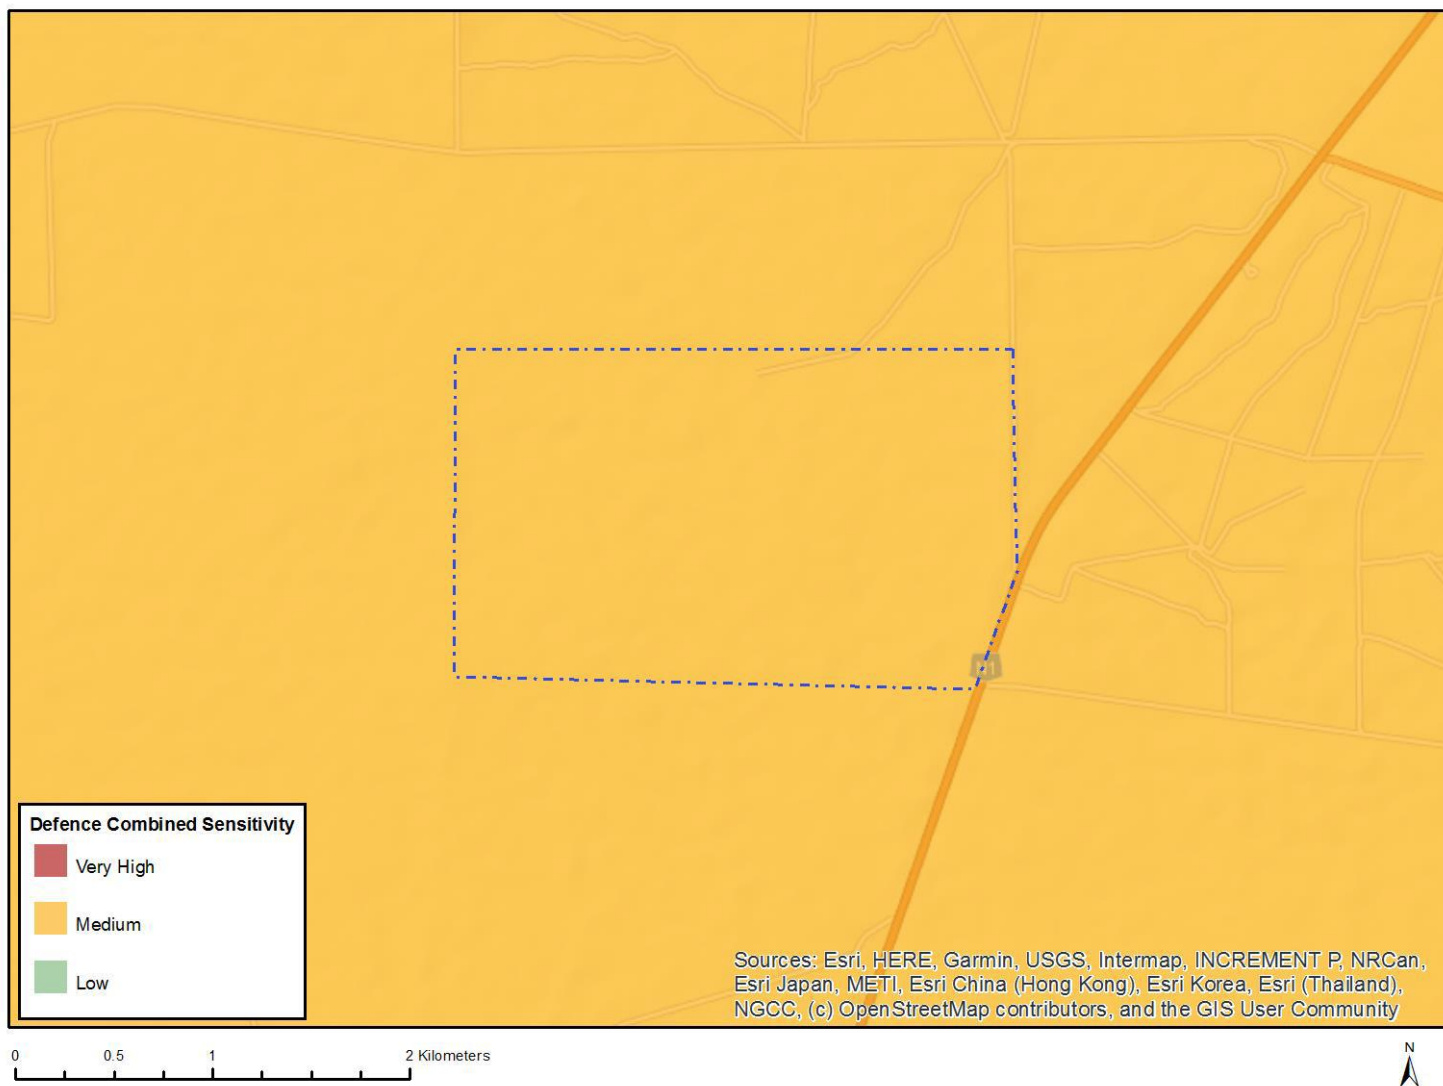 Defence Combined Sensitivity
Very High
Medium
Low
Sources: Esri, HERE, Garmin, USGS, Intermap, INCREMENT P, NRCan,
Esri Japan, METI, Esri China (Hong Kong), Esri Korea, Esri (Thailand),
NGCC, (c) OpenStreetMap contributors, and the GIS User Community
0 0.5 1 2 Kilometers
N